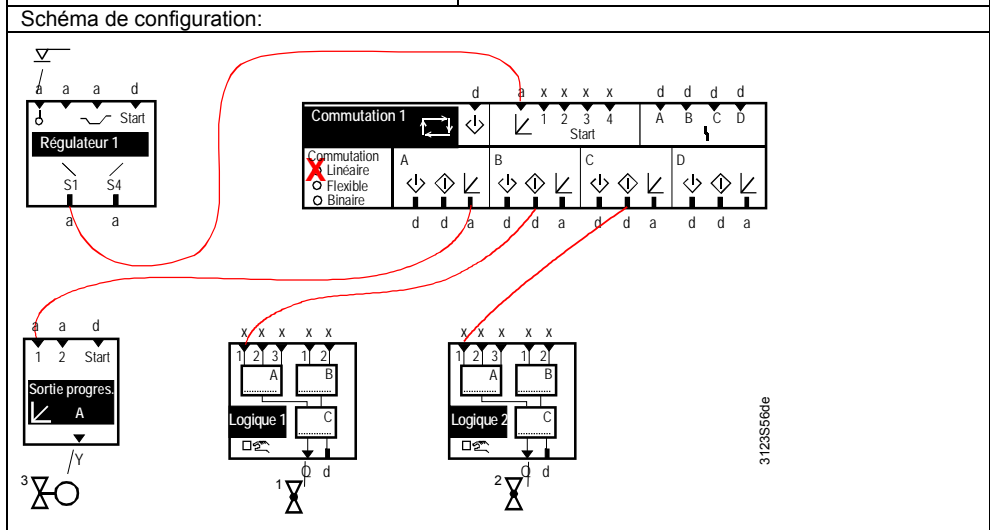 Schéma de configuration:
a a a d
Start
Régulateur 1
S1 S4
a a
d a x x x x d d d d
Commutation 1
1 2 3 4
Start
A B C D
Commutation
Linéaire
Flexible
Binaire
A B C D
d d a d d a d d a d d a
a a d
1 2 Start
Sortie progres.
A
Y
3
x x x x x
1 2 3 1 2
A B
Logique 1
C
Q d
1
x x x x x
1 2 3 1 2
A B
Logique 2
C
Q d
2
3123S56de